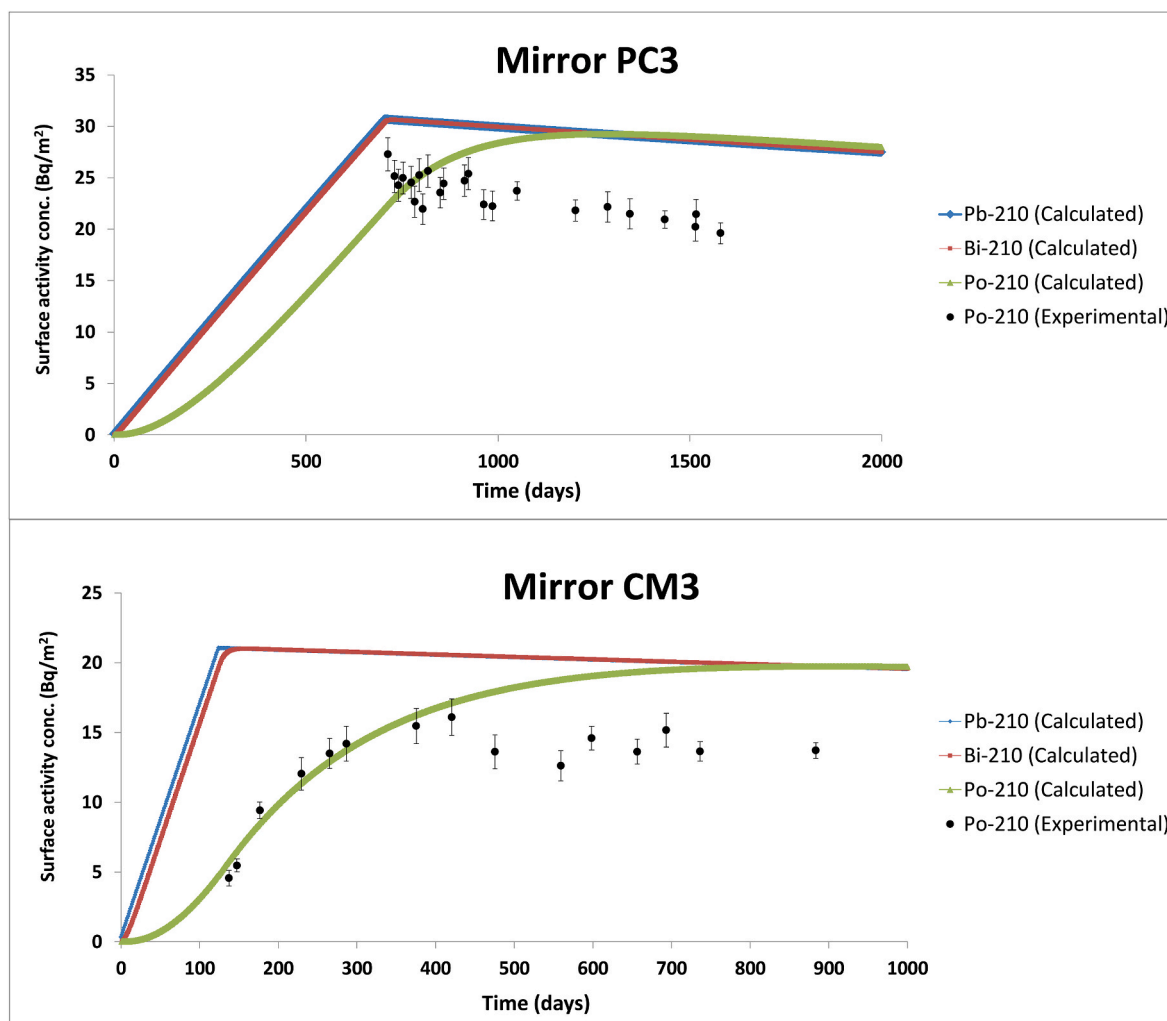 Mirror PC3
35
30
25
20
15
10
5
0
Surface activity conc. (Bq/m²)
0 500 1000 1500 2000
Time (days)
Pb-210 (Calculated)
Bi-210 (Calculated)
Po-210 (Calculated)
Po-210 (Experimental)
Mirror CM3
25
20
15
10
5
0
Surface activity conc. (Bq/m²)
0 100 200 300 400 500 600 700 800 900 1000
Time (days)
Pb-210 (Calculated)
Bi-210 (Calculated)
Po-210 (Calculated)
Po-210 (Experimental)